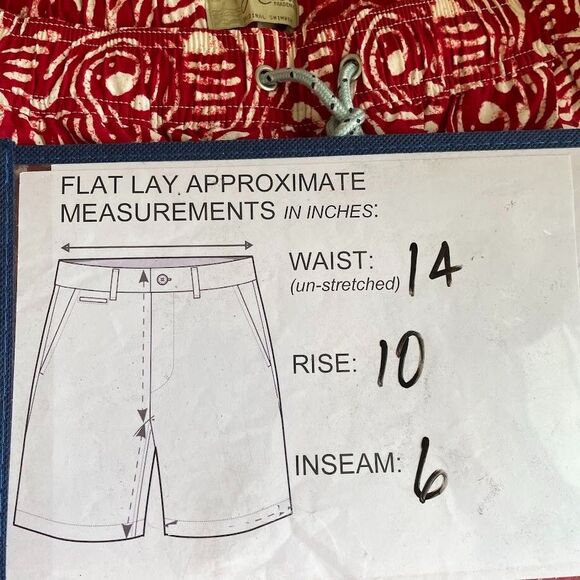 FLAT LAY APPROXIMATE
MEASUREMENTS IN INCHES:
WAIST: 14
(un-stretched)
RISE: 10
INSEAM: 6